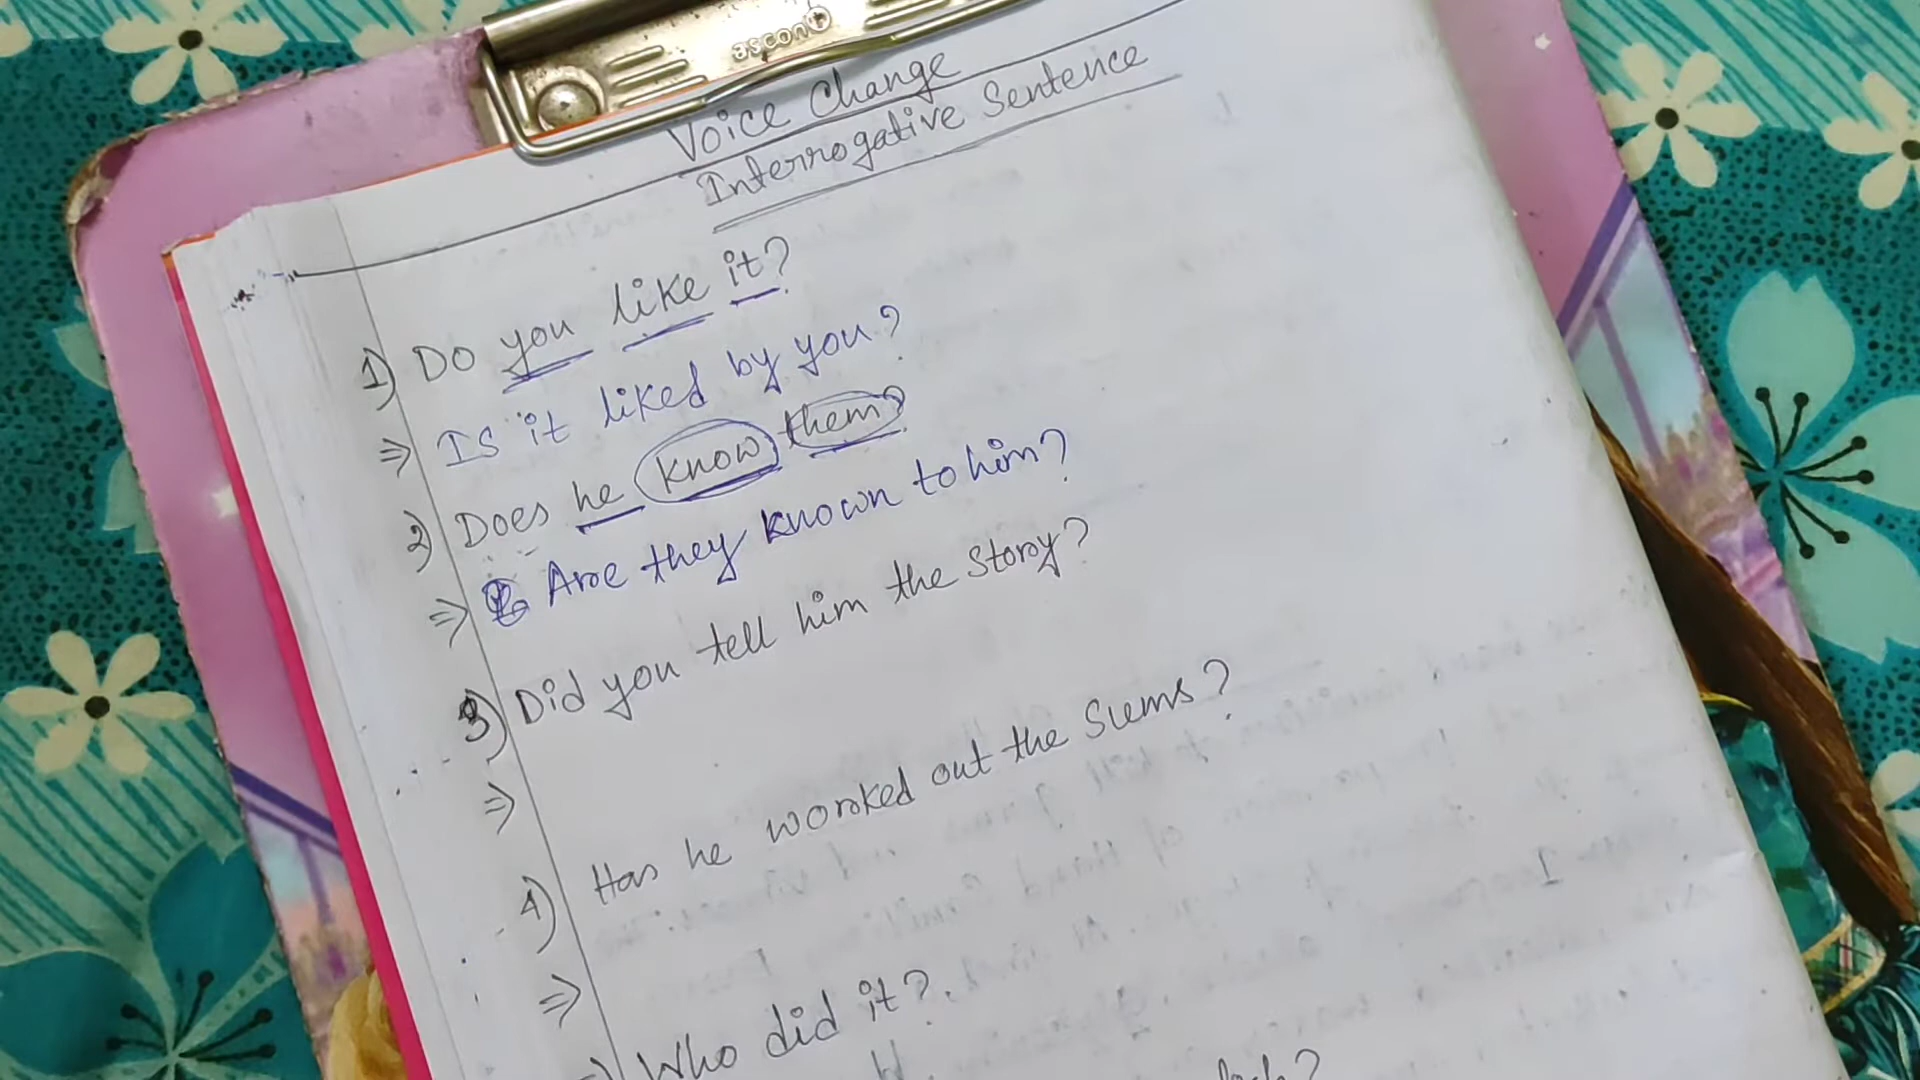 ascon
Voice Change
Interrogative Sentence
1) Do you like it?
⇒ Is it liked by you?
2) Does he know them?
⇒ Are they known to him?
3) Did you tell him the story?
⇒
4) Has he worked out the Sums?
⇒
Who did it?